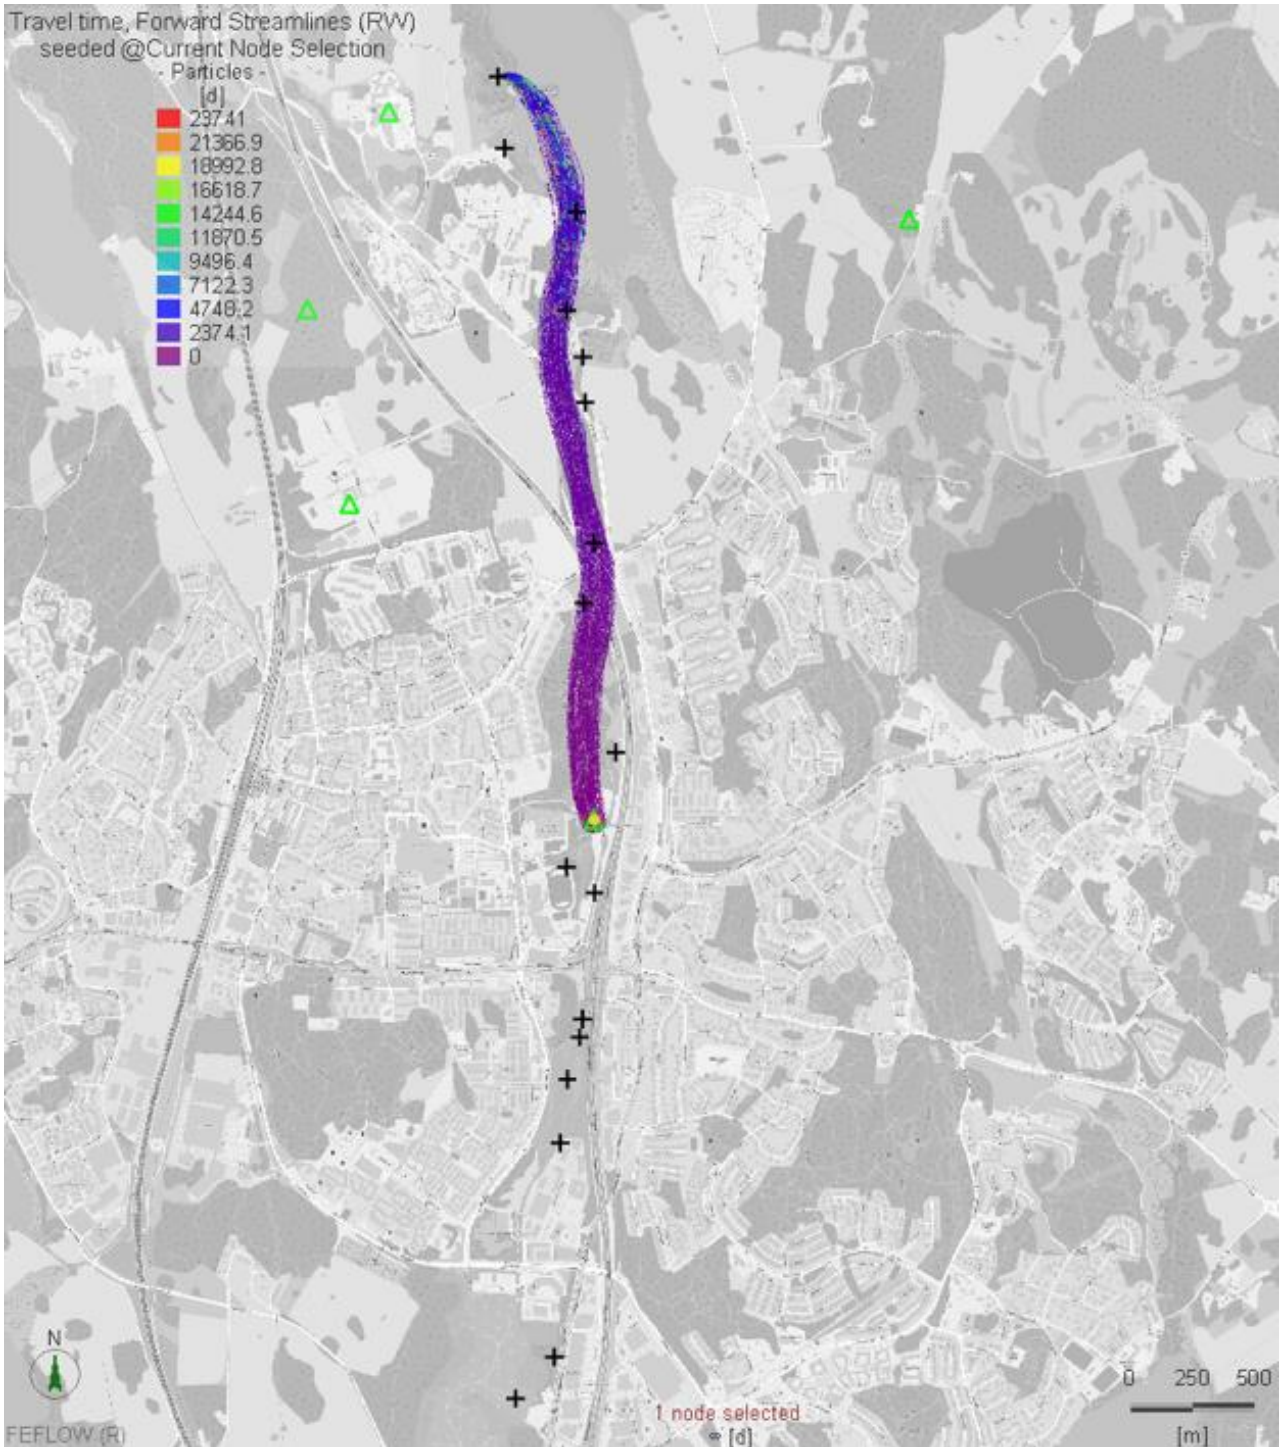 Travel time, Forward Streamlines (RW)
seeded @Current Node Selection
- Particles -
[d]
23741
21366.9
18992.8
16618.7
14244.6
11870.5
9496.4
7122.3
4748.2
2374.1
0
N
0 250 500
[m]
1 node selected
∞ [d]
FEFLOW (R)